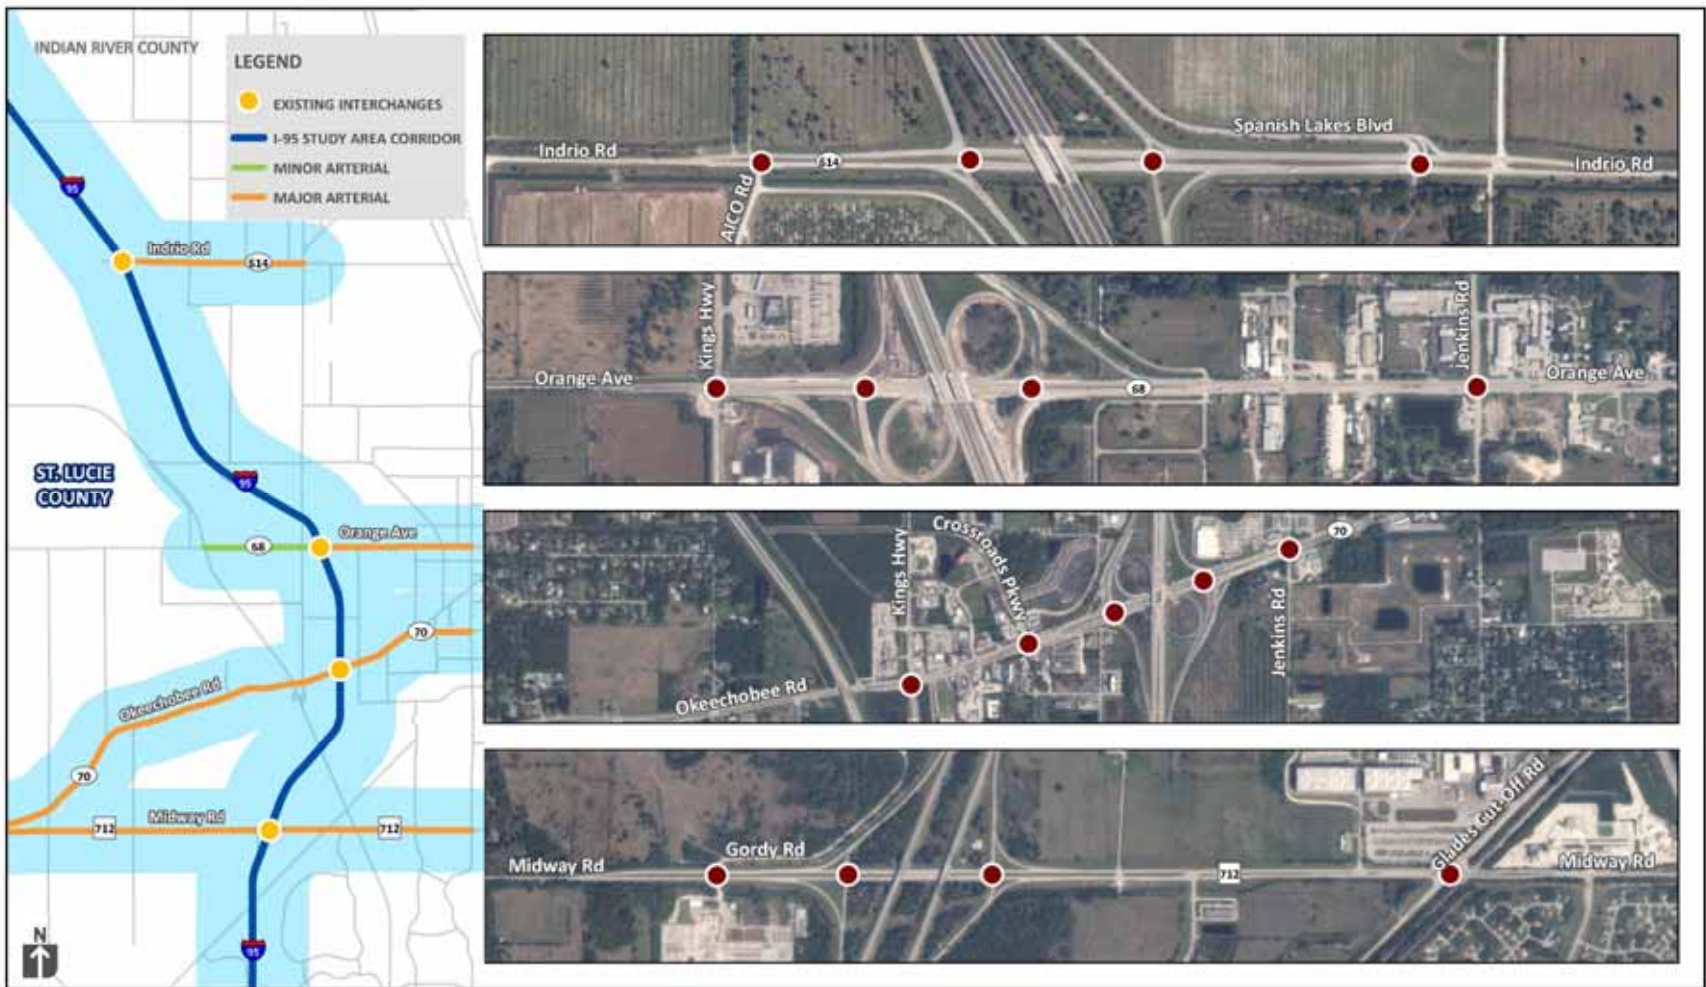 INDIAN RIVER COUNTY
LEGEND
EXISTING INTERCHANGES
I-95 STUDY AREA CORRIDOR
MINOR ARTERIAL
MAJOR ARTERIAL
95
Indrio Rd
614
95
ST. LUCIE
COUNTY
68
Orange Ave
70
Okeechobee Rd
70
712
Midway Rd
712
95
N
Indrio Rd
AICO Rd
614
Spanish Lakes Blvd
Indrio Rd
Kings Hwy
Orange Ave
68
Jenkins Rd
Orange Ave
Kings Hwy
Crossroads Pkwy
70
Jenkins Rd
Okeechobee Rd
Midway Rd
Gordy Rd
712
Glades Cut-Off Rd
Midway Rd